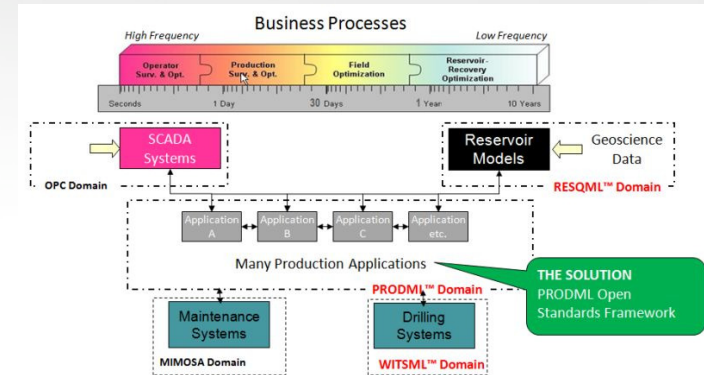 Business Processes
High Frequency
Low Frequency
Operator
Surv. & Opt.
Production
Surv. & Opt.
Field
Optimization
Reservoir-
Recovery
Optimization
Seconds
1 Day
30 Days
1 Year
10 Years
SCADA
Systems
OPC Domain
Reservoir
Models
Geoscience
Data
RESQML™ Domain
Application
A
Application
B
Application
C
Application
etc.
Many Production Applications
PRODML™ Domain
THE SOLUTION
PRODML Open
Standards Framework
Maintenance
Systems
MIMOSA Domain
Drilling
Systems
WITSML™ Domain